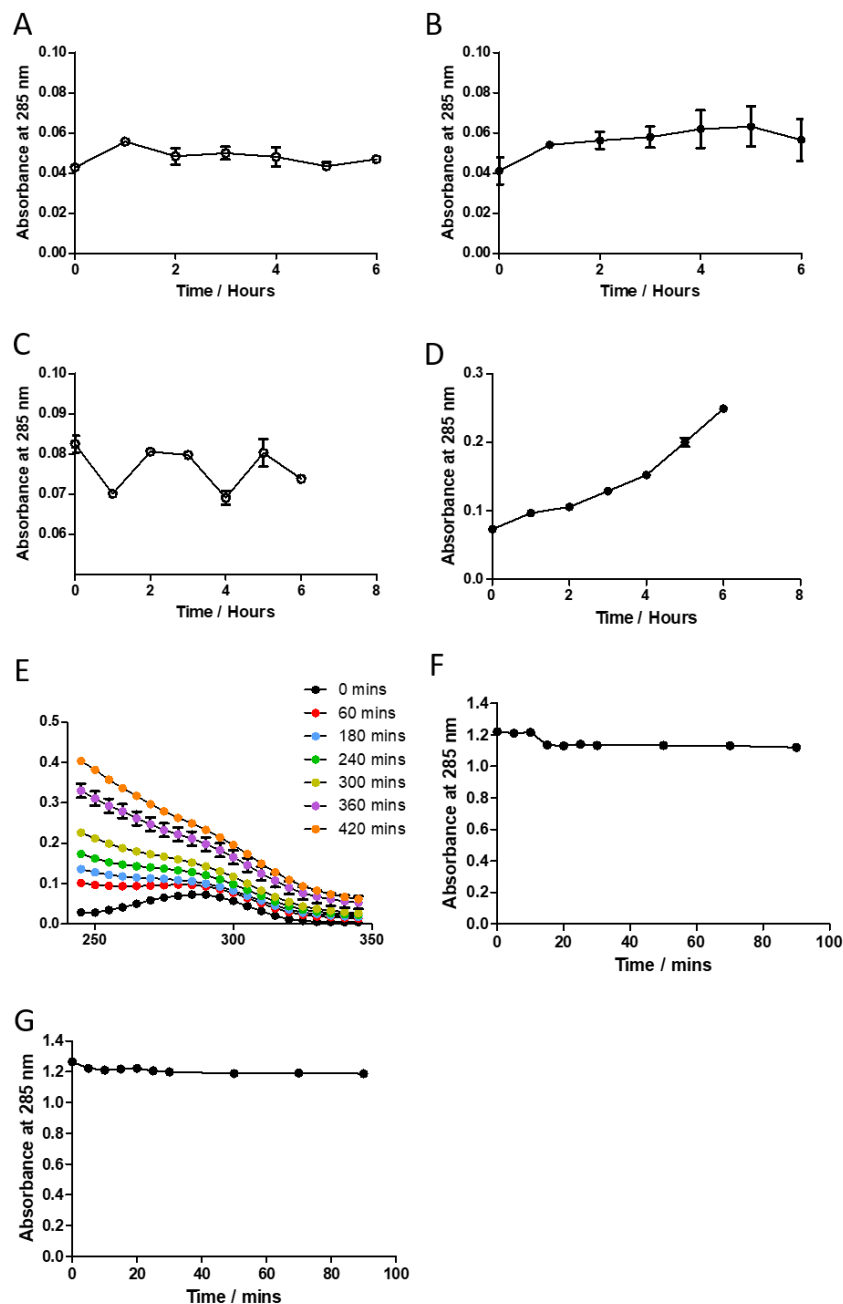 A
Absorbance at 285 nm
0.10
0.08
0.06
0.04
0.02
0.00
0 2 4 6
Time / Hours
B
Absorbance at 285 nm
0.10
0.08
0.06
0.04
0.02
0.00
0 2 4 6
Time / Hours
C
Absorbance at 285 nm
0.10
0.09
0.08
0.07
0.06
0 2 4 6 8
Time / Hours
D
Absorbance at 285 nm
0.3
0.2
0.1
0.0
0 2 4 6 8
Time / Hours
E
0 mins
60 mins
180 mins
240 mins
300 mins
360 mins
420 mins
0.5
0.4
0.3
0.2
0.1
0.0
250 300 350
F
Absorbance at 285 nm
1.4
1.2
1.0
0.8
0.6
0.4
0.2
0.0
0 20 40 60 80 100
Time / mins
G
Absorbance at 285 nm
1.4
1.2
1.0
0.8
0.6
0.4
0.2
0.0
0 20 40 60 80 100
Time / mins